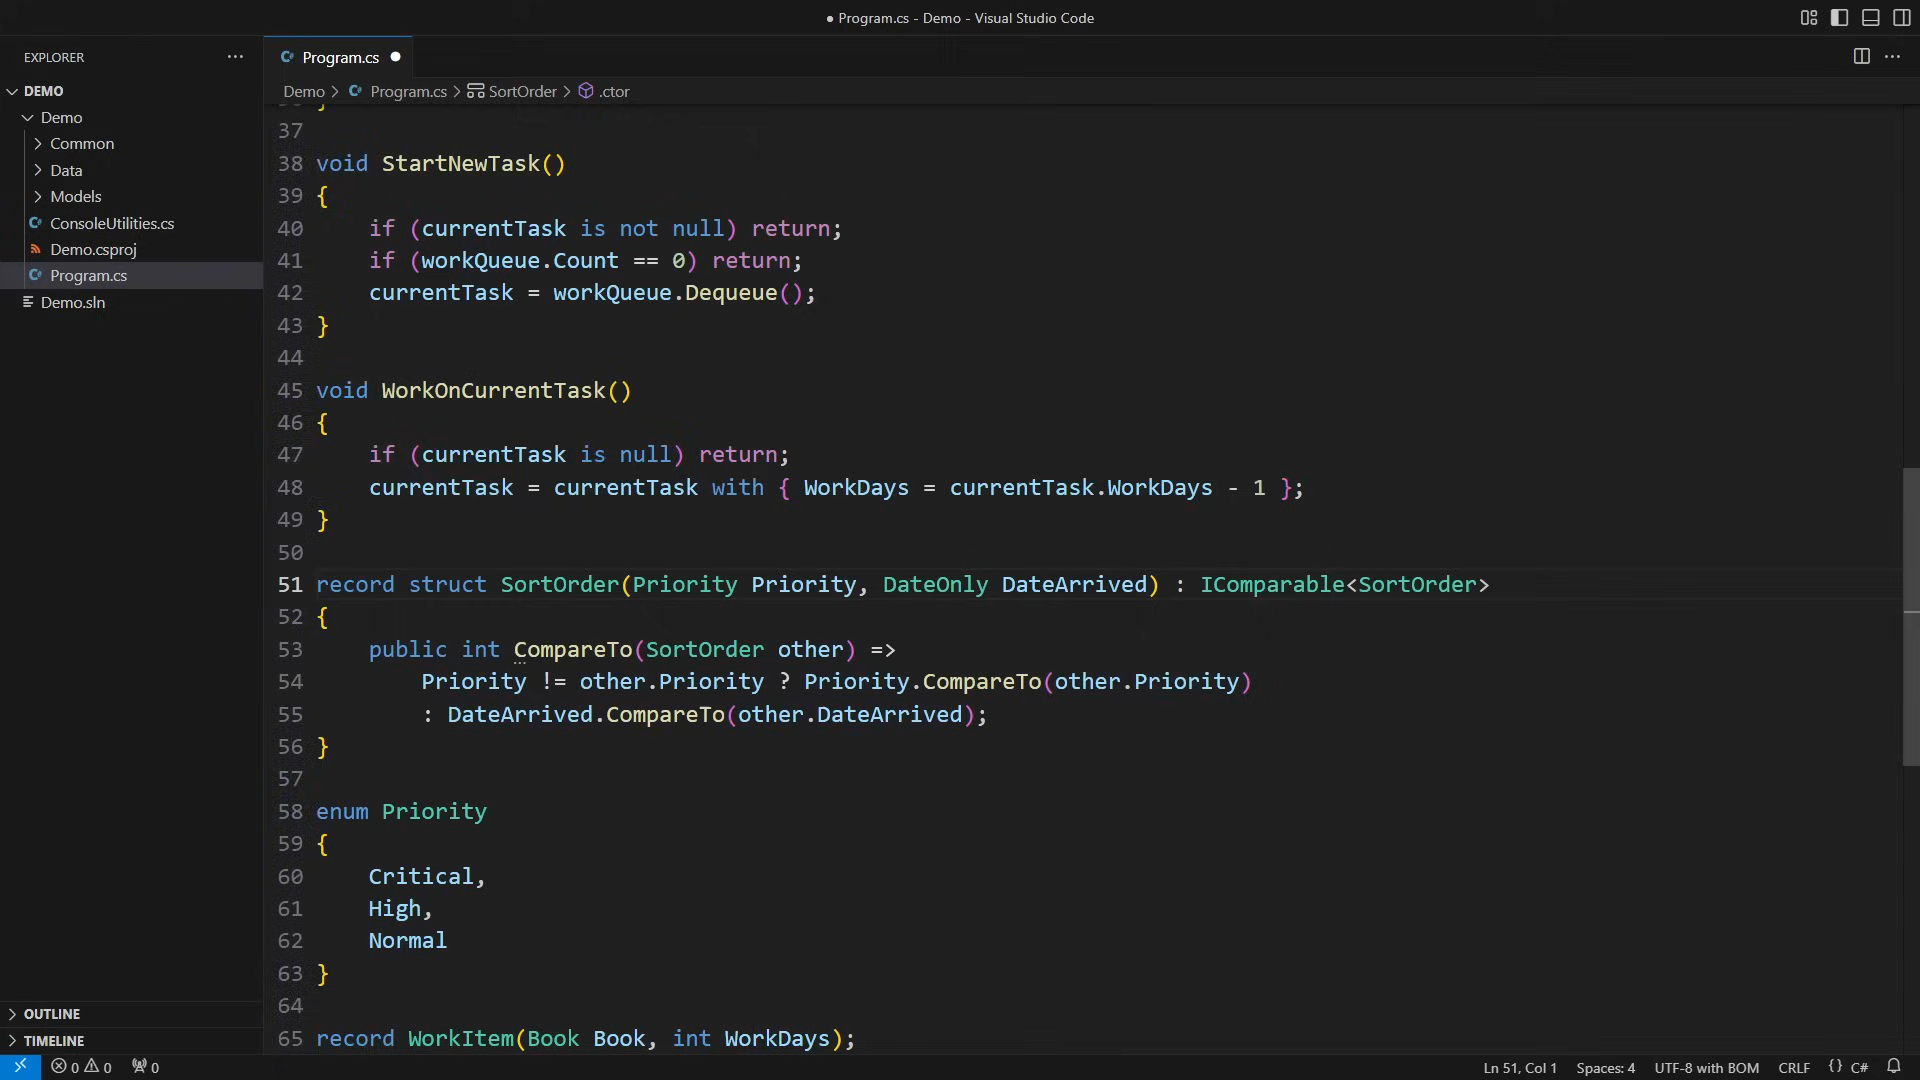 ● Program.cs - Demo - Visual Studio Code
EXPLORER
DEMO
Demo
Common
Data
Models
ConsoleUtilities.cs
Demo.csproj
Program.cs
Demo.sln
OUTLINE
TIMELINE
Program.cs ●
Demo > Program.cs > SortOrder > .ctor
37
38 void StartNewTask()
39 {
40     if (currentTask is not null) return;
41     if (workQueue.Count == 0) return;
42     currentTask = workQueue.Dequeue();
43 }
44
45 void WorkOnCurrentTask()
46 {
47     if (currentTask is null) return;
48     currentTask = currentTask with { WorkDays = currentTask.WorkDays - 1 };
49 }
50
51 record struct SortOrder(Priority Priority, DateOnly DateArrived) : IComparable<SortOrder>
52 {
53     public int CompareTo(SortOrder other) =>
54         Priority != other.Priority ? Priority.CompareTo(other.Priority)
55         : DateArrived.CompareTo(other.DateArrived);
56 }
57
58 enum Priority
59 {
60     Critical,
61     High,
62     Normal
63 }
64
65 record WorkItem(Book Book, int WorkDays);
0 0 0 Ln 51, Col 1 Spaces: 4 UTF-8 with BOM CRLF {} C#